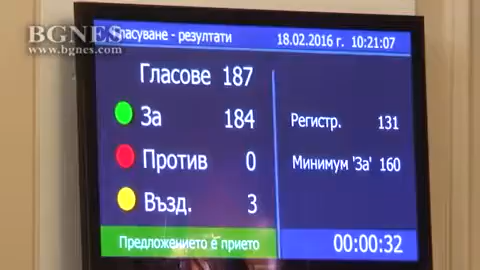 BGNES
www.bgnes.com
Гласуване - резултати 18.02.2016 г. 10:21:07
Гласове 187
За 184
Регистр. 131
Против 0
Минимум 'За' 160
Възд. 3
Предложението е прието 00:00:32